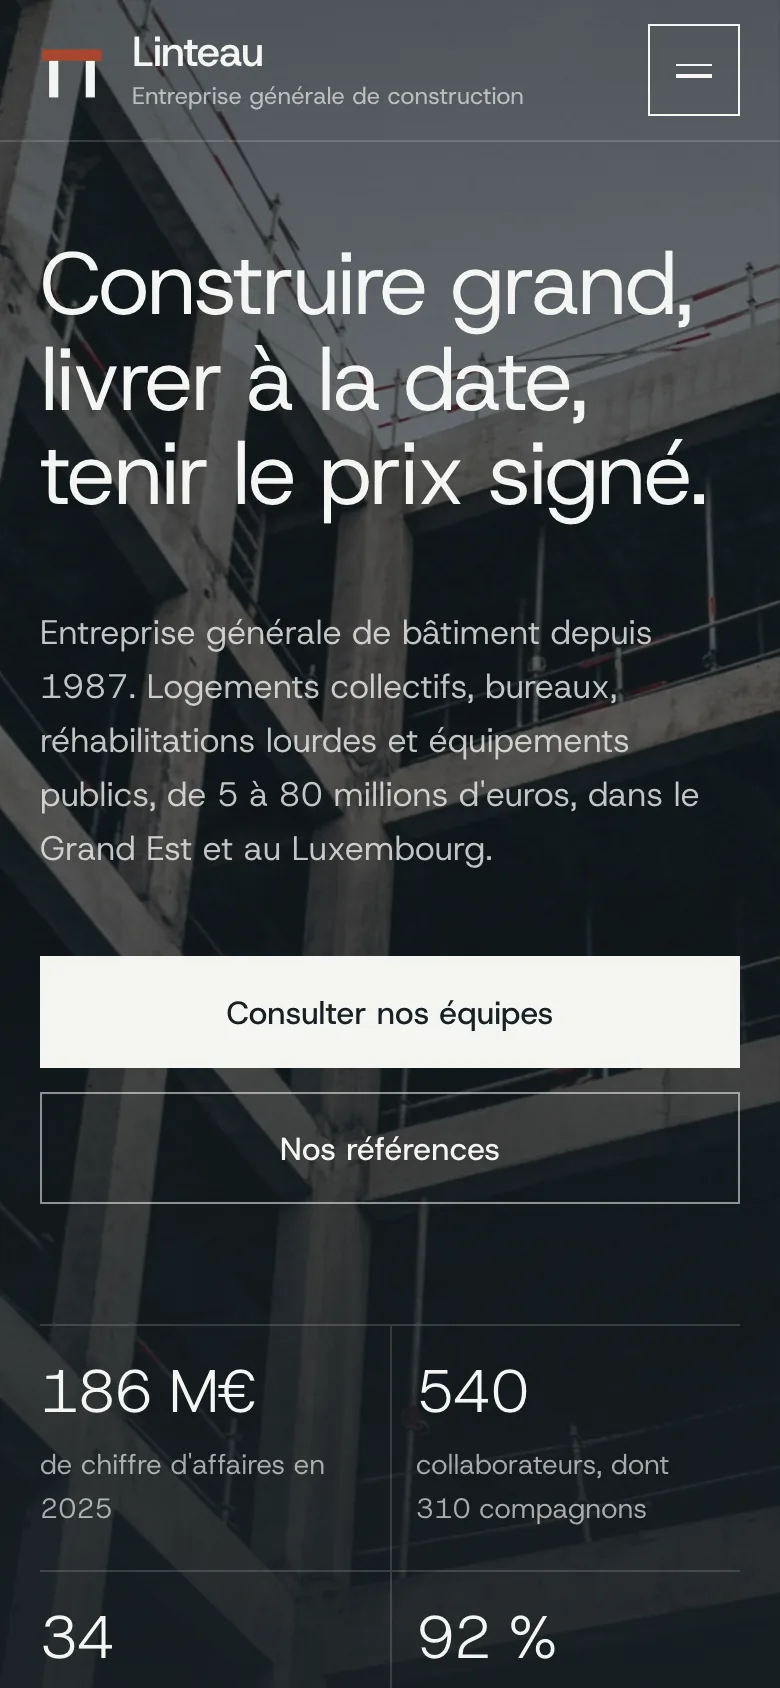 Linteau
Entreprise générale de construction
Construire grand,
livrer à la date,
tenir le prix signé.
Entreprise générale de bâtiment depuis
1987. Logements collectifs, bureaux,
réhabilitations lourdes et équipements
publics, de 5 à 80 millions d'euros, dans le
Grand Est et au Luxembourg.
Consulter nos équipes
Nos références
186 M€
de chiffre d'affaires en
2025
540
collaborateurs, dont
310 compagnons
34
92 %